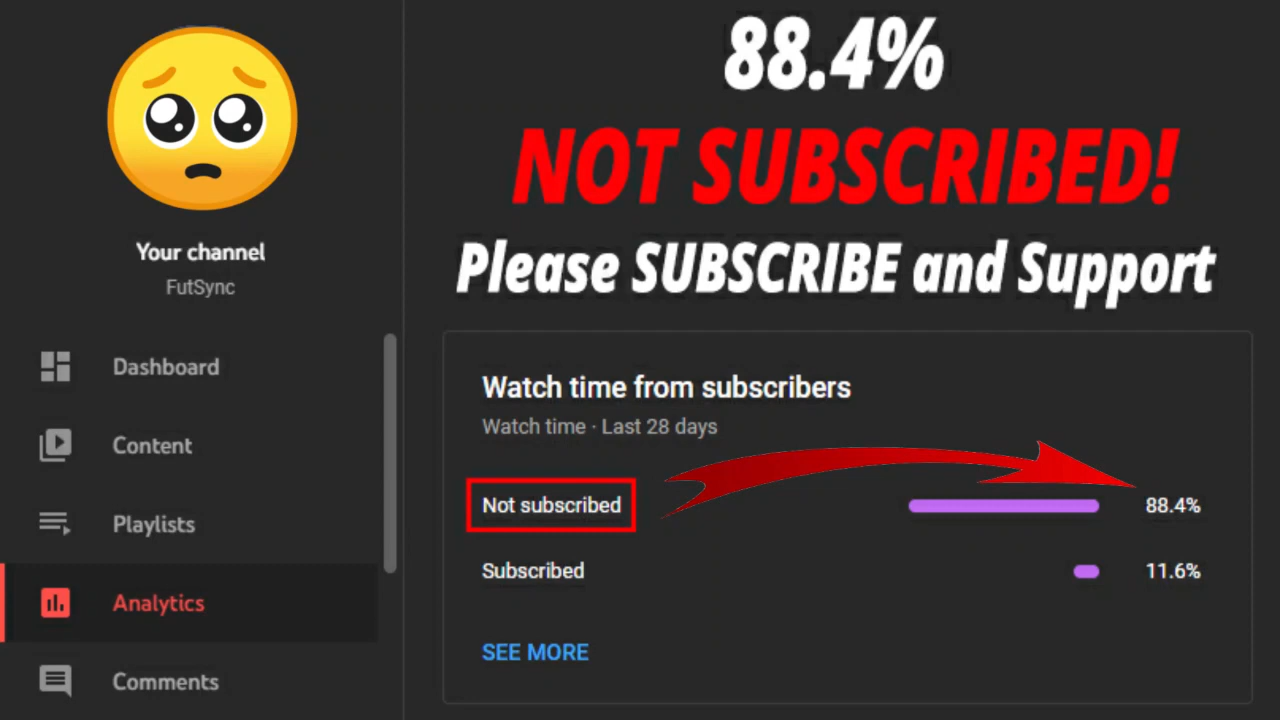 88.4%
NOT SUBSCRIBED!
Please SUBSCRIBE and Support
Your channel
FutSync
Dashboard
Content
Playlists
Analytics
Comments
Watch time from subscribers
Watch time · Last 28 days
Not subscribed 88.4%
Subscribed 11.6%
SEE MORE